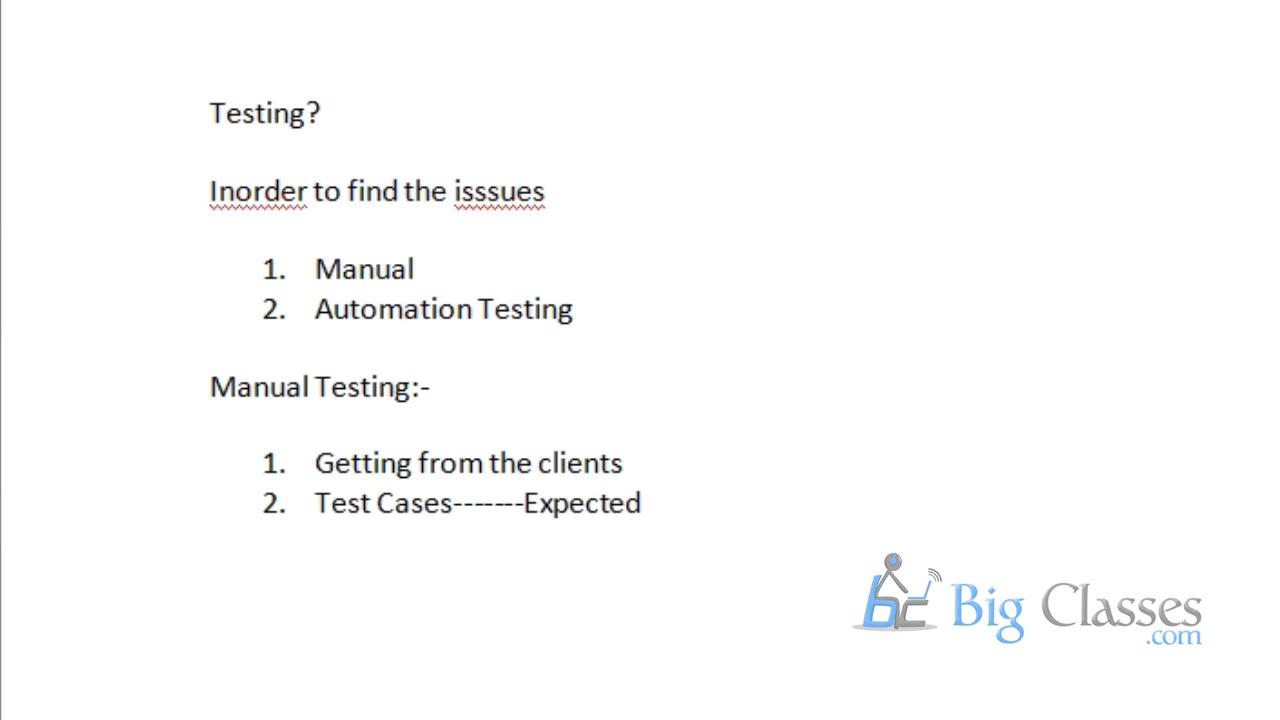 Testing?
Inorder to find the isssues
1. Manual
2. Automation Testing
Manual Testing:-
1. Getting from the clients
2. Test Cases-------Expected
bc Big Classes
.com